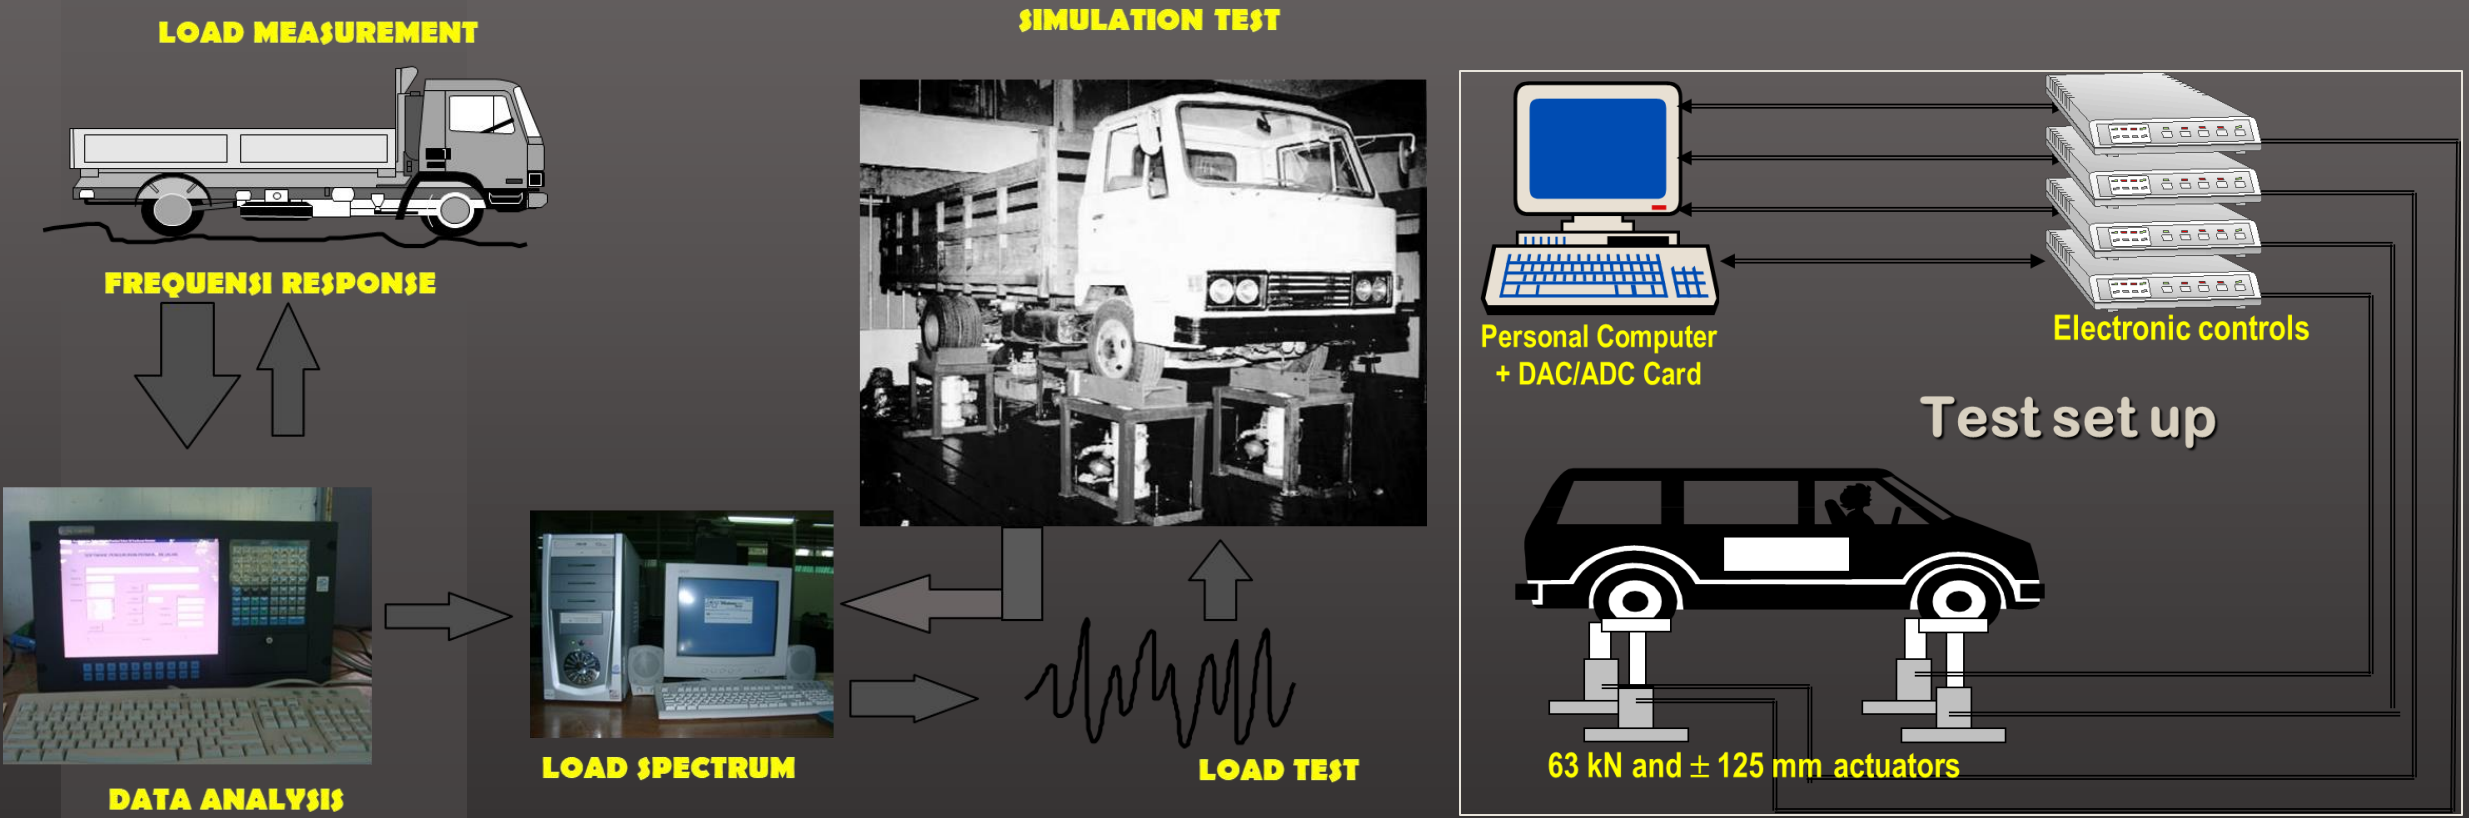 LOAD MEASUREMENT
SIMULATION TEST
FREQUENSI RESPONSE
DATA ANALYSIS
LOAD SPECTRUM
LOAD TEST
Personal Computer
+ DAC/ADC Card
Electronic controls
Test set up
63 kN and ± 125 mm actuators